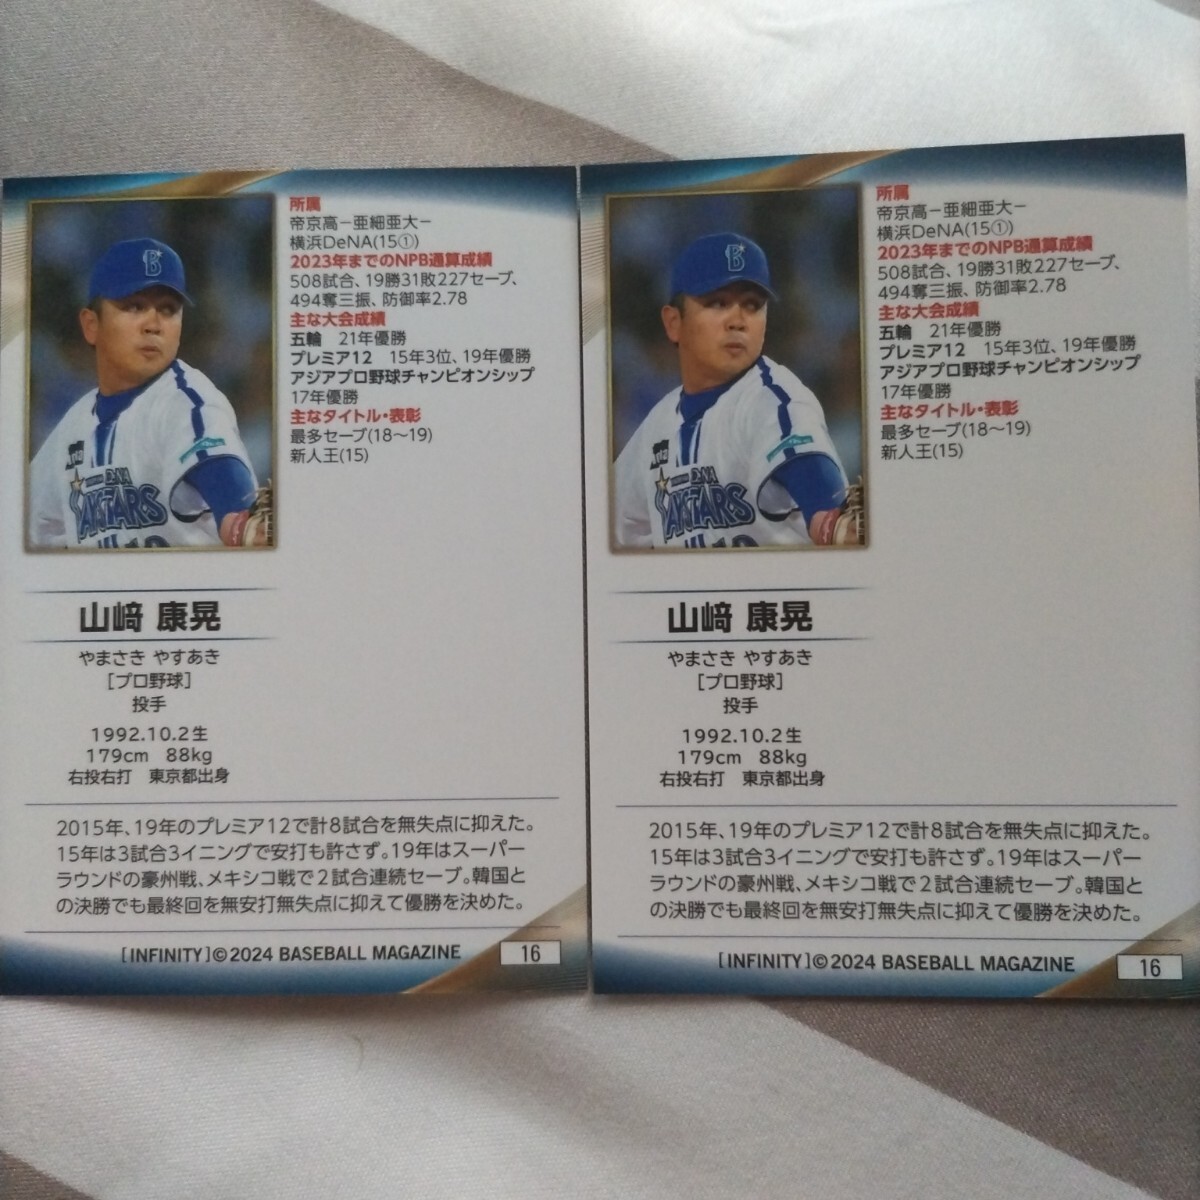 所属
帝京高－亜細亜大－
横浜DeNA(15①)
2023年までのNPB通算成績
508試合、19勝31敗227セーブ、
494奪三振、防御率2.78
主な大会成績
五輪　21年優勝
プレミア12　15年3位、19年優勝
アジアプロ野球チャンピオンシップ
17年優勝
主なタイトル・表彰
最多セーブ(18～19)
新人王(15)
B
DeNA
BAYSTARS
山﨑 康晃
やまさき やすあき
[プロ野球]
投手
1992.10.2生
179cm　88kg
右投右打　東京都出身
2015年、19年のプレミア12で計8試合を無失点に抑えた。
15年は3試合3イニングで安打も許さず。19年はスーパー
ラウンドの豪州戦、メキシコ戦で2試合連続セーブ。韓国と
の決勝でも最終回を無安打無失点に抑えて優勝を決めた。
[INFINITY]©2024 BASEBALL MAGAZINE 16
所属
帝京高－亜細亜大－
横浜DeNA(15①)
2023年までのNPB通算成績
508試合、19勝31敗227セーブ、
494奪三振、防御率2.78
主な大会成績
五輪　21年優勝
プレミア12　15年3位、19年優勝
アジアプロ野球チャンピオンシップ
17年優勝
主なタイトル・表彰
最多セーブ(18～19)
新人王(15)
B
DeNA
BAYSTARS
山﨑 康晃
やまさき やすあき
[プロ野球]
投手
1992.10.2生
179cm　88kg
右投右打　東京都出身
2015年、19年のプレミア12で計8試合を無失点に抑えた。
15年は3試合3イニングで安打も許さず。19年はスーパー
ラウンドの豪州戦、メキシコ戦で2試合連続セーブ。韓国と
の決勝でも最終回を無安打無失点に抑えて優勝を決めた。
[INFINITY]©2024 BASEBALL MAGAZINE 16